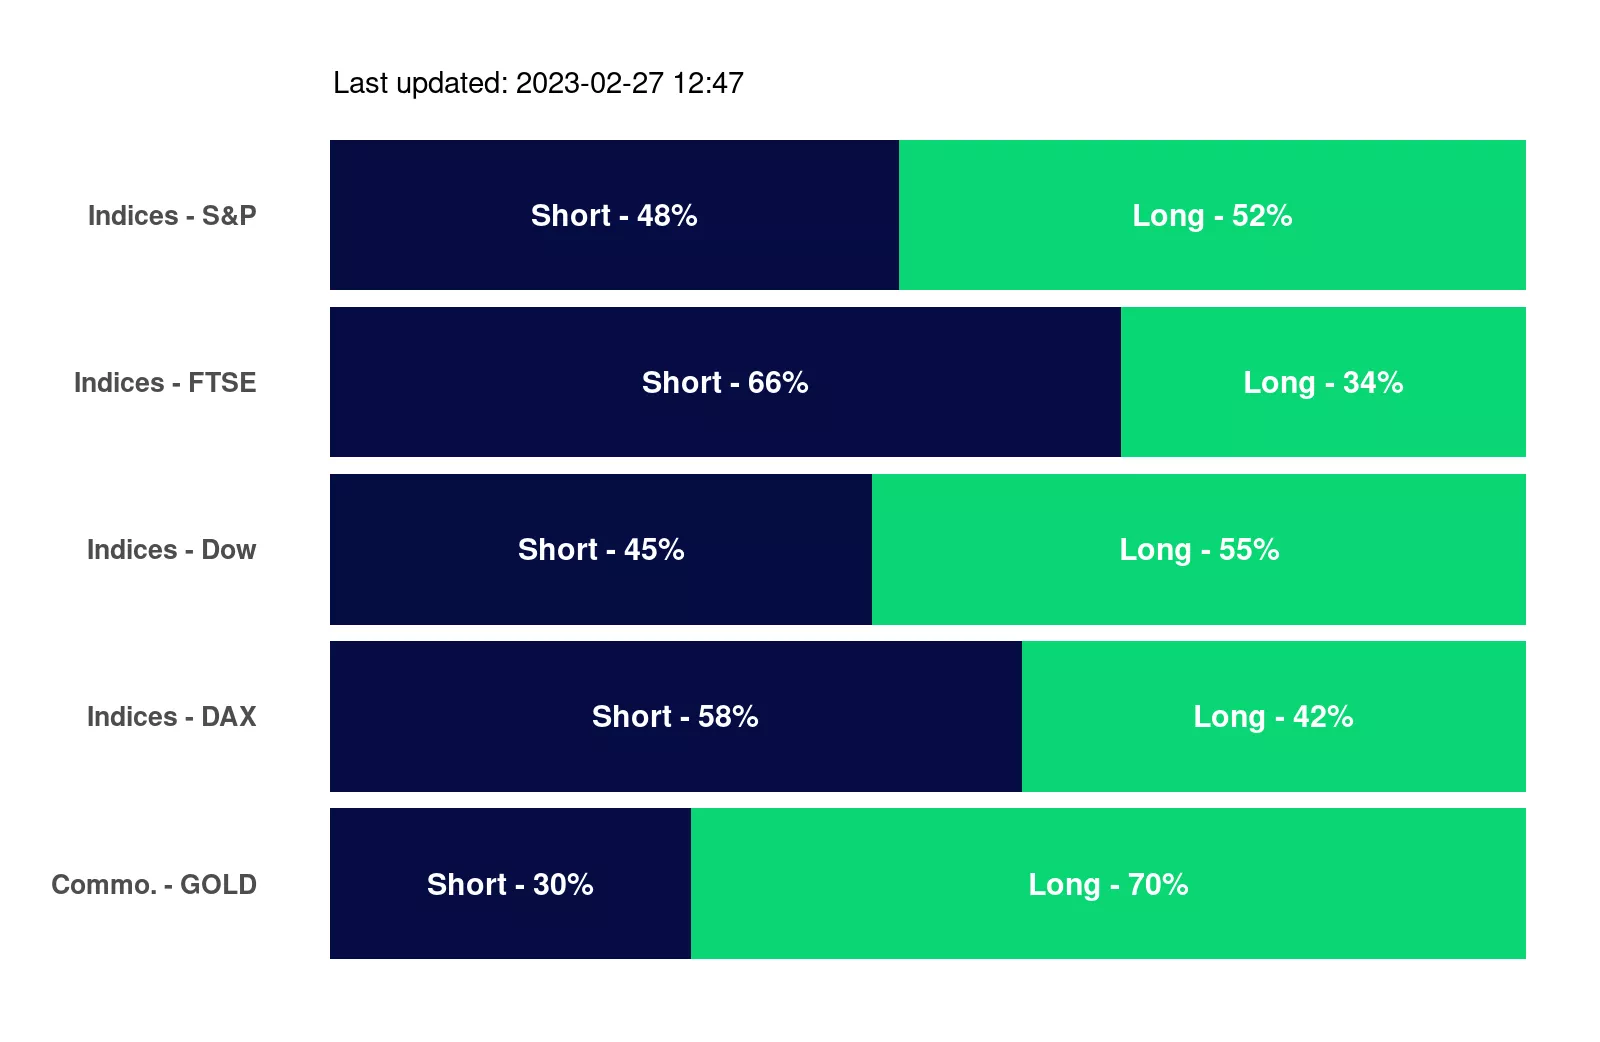 Last updated: 2023-02-27 12:47
Indices - S&P Short - 48% Long - 52%
Indices - FTSE Short - 66% Long - 34%
Indices - Dow Short - 45% Long - 55%
Indices - DAX Short - 58% Long - 42%
Commo. - GOLD Short - 30% Long - 70%